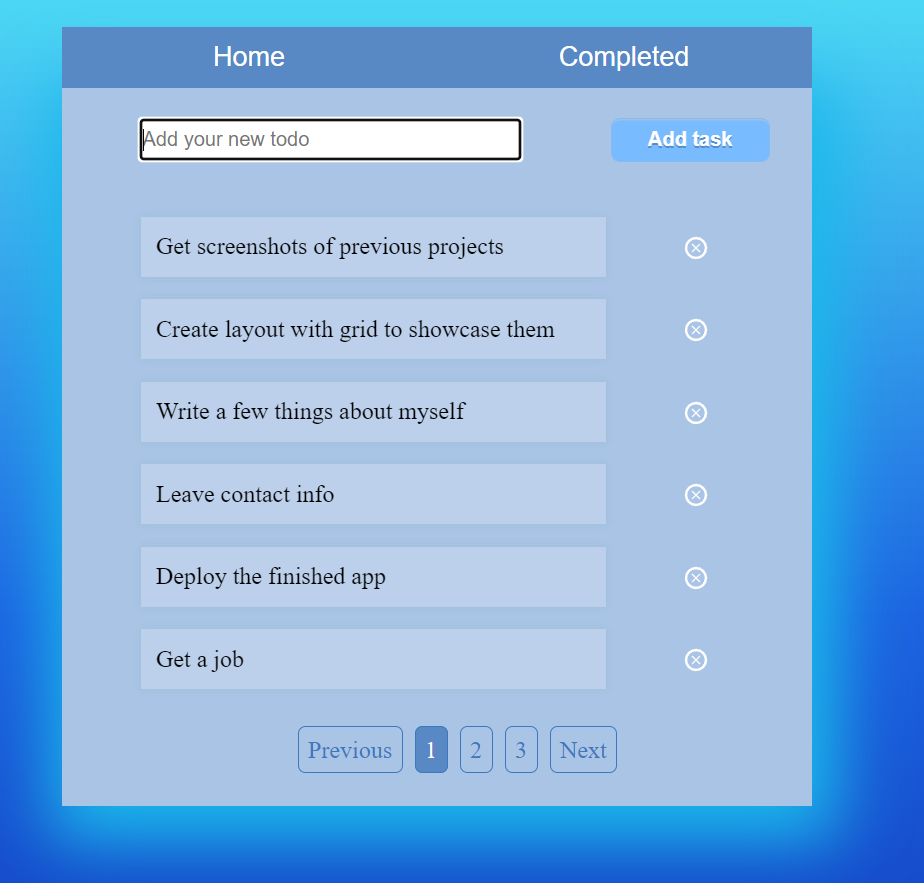 Home Completed
Add your new todo Add task
Get screenshots of previous projects
Create layout with grid to showcase them
Write a few things about myself
Leave contact info
Deploy the finished app
Get a job
Previous 1 2 3 Next